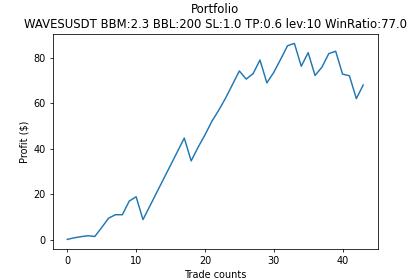 Portfolio
WAVESUSDT BBM:2.3 BBL:200 SL:1.0 TP:0.6 lev:10 WinRatio:77.0
Profit ($)
80
60
40
20
0
0 10 20 30 40
Trade counts